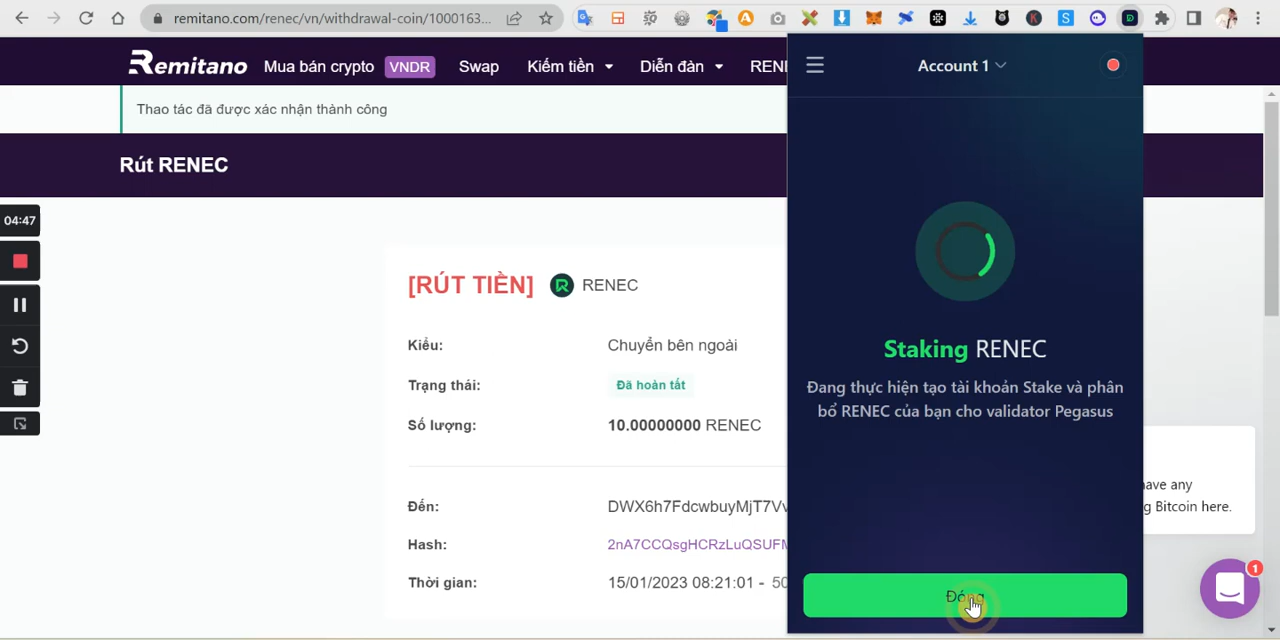 remitano.com/renec/vn/withdrawal-coin/1000163...
Remitano Mua bán crypto VNDR Swap Kiếm tiền Diễn đàn
Thao tác đã được xác nhận thành công
Rút RENEC
04:47
[RÚT TIỀN] RENEC
Kiểu: Chuyển bên ngoài
Trạng thái: Đã hoàn tất
Số lượng: 10.00000000 RENEC
Đến:
Hash:
Thời gian: 15/01/2023 08:21:01 -
Account 1
Staking RENEC
Đang thực hiện tạo tài khoản Stake và phân
bổ RENEC của bạn cho validator Pegasus
Đóng
have any
g Bitcoin here.
1